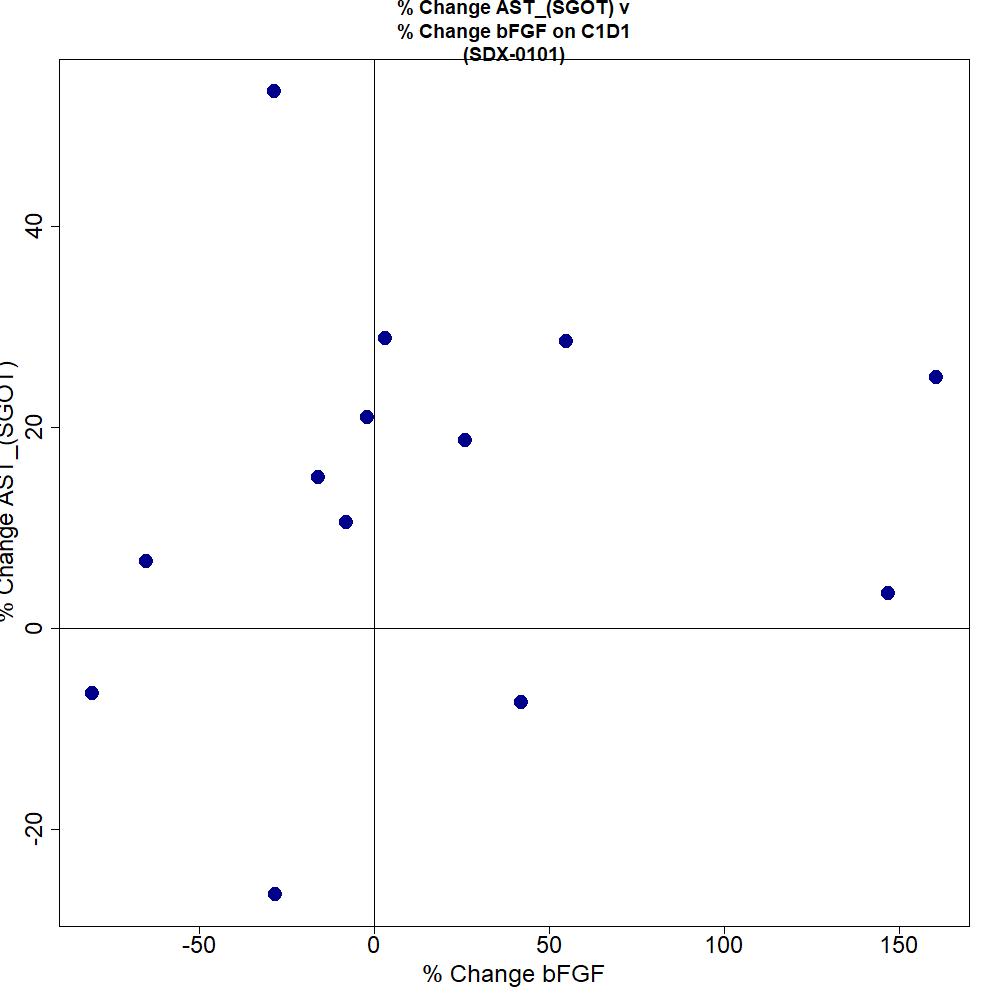 % Change AST_(SGOT) v
% Change bFGF on C1D1
(SDX-0101)
% Change AST_(SGOT)
40
20
0
-20
-50
0
50
100
150
% Change bFGF